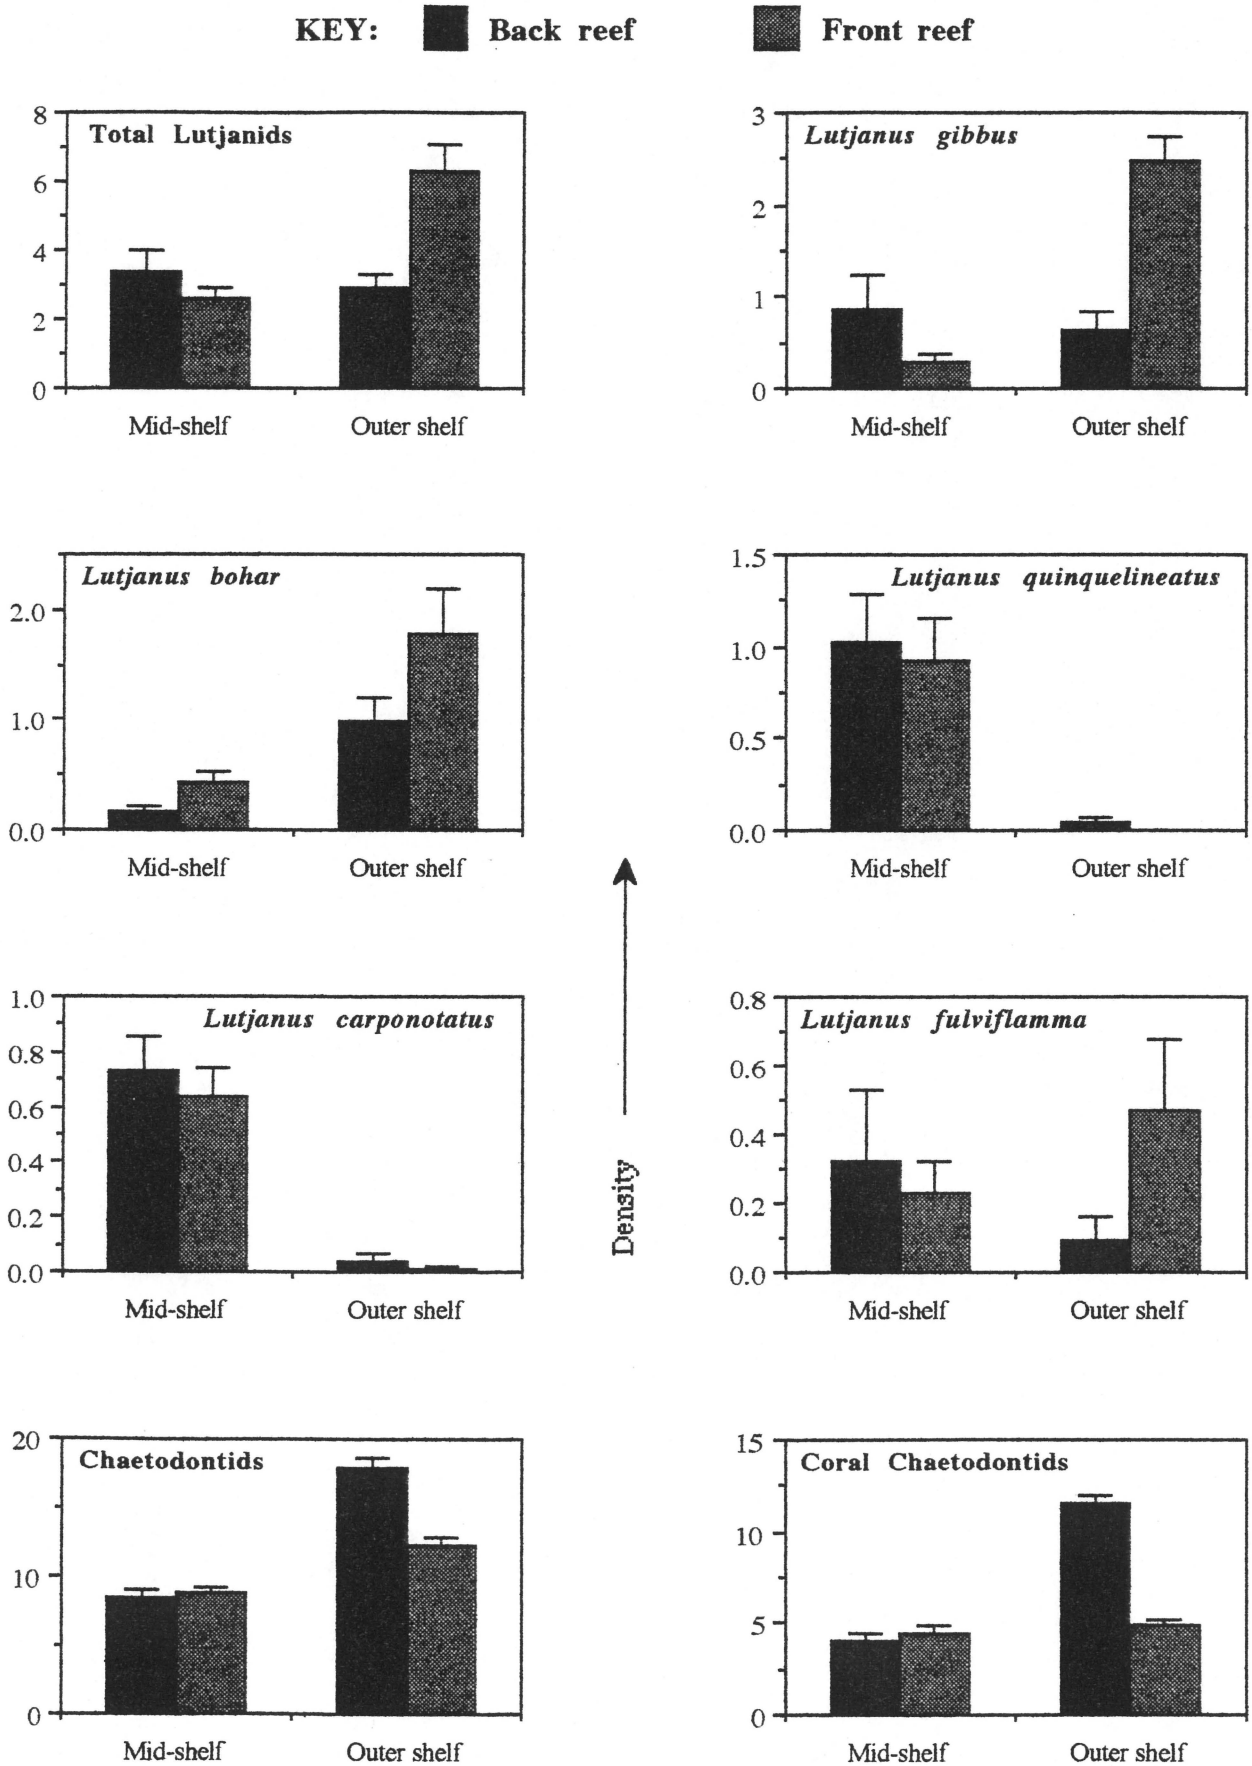 KEY: Back reef Front reef
Total Lutjanids
8
6
4
2
0
Mid-shelf Outer shelf
Lutjanus gibbus
3
2
1
0
Mid-shelf Outer shelf
Lutjanus bohar
2.0
1.0
0.0
Mid-shelf Outer shelf
Lutjanus quinquelineatus
1.5
1.0
0.5
0.0
Mid-shelf Outer shelf
Lutjanus carponotatus
1.0
0.8
0.6
0.4
0.2
0.0
Mid-shelf Outer shelf
Density
Lutjanus fulviflamma
0.8
0.6
0.4
0.2
0.0
Mid-shelf Outer shelf
Chaetodontids
20
10
0
Mid-shelf Outer shelf
Coral Chaetodontids
15
10
5
0
Mid-shelf Outer shelf